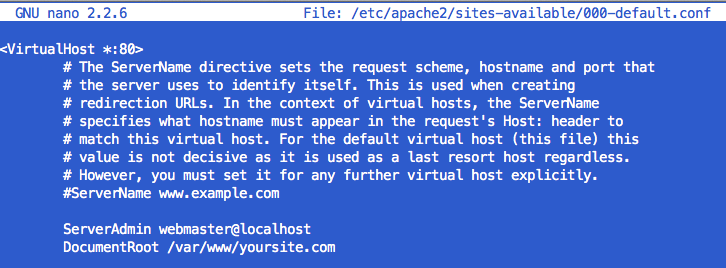 GNU nano 2.2.6 File: /etc/apache2/sites-available/000-default.conf
<VirtualHost *:80>
# The ServerName directive sets the request scheme, hostname and port that
# the server uses to identify itself. This is used when creating
# redirection URLs. In the context of virtual hosts, the ServerName
# specifies what hostname must appear in the request's Host: header to
# match this virtual host. For the default virtual host (this file) this
# value is not decisive as it is used as a last resort host regardless.
# However, you must set it for any further virtual host explicitly.
#ServerName www.example.com
ServerAdmin webmaster@localhost
DocumentRoot /var/www/yoursite.com